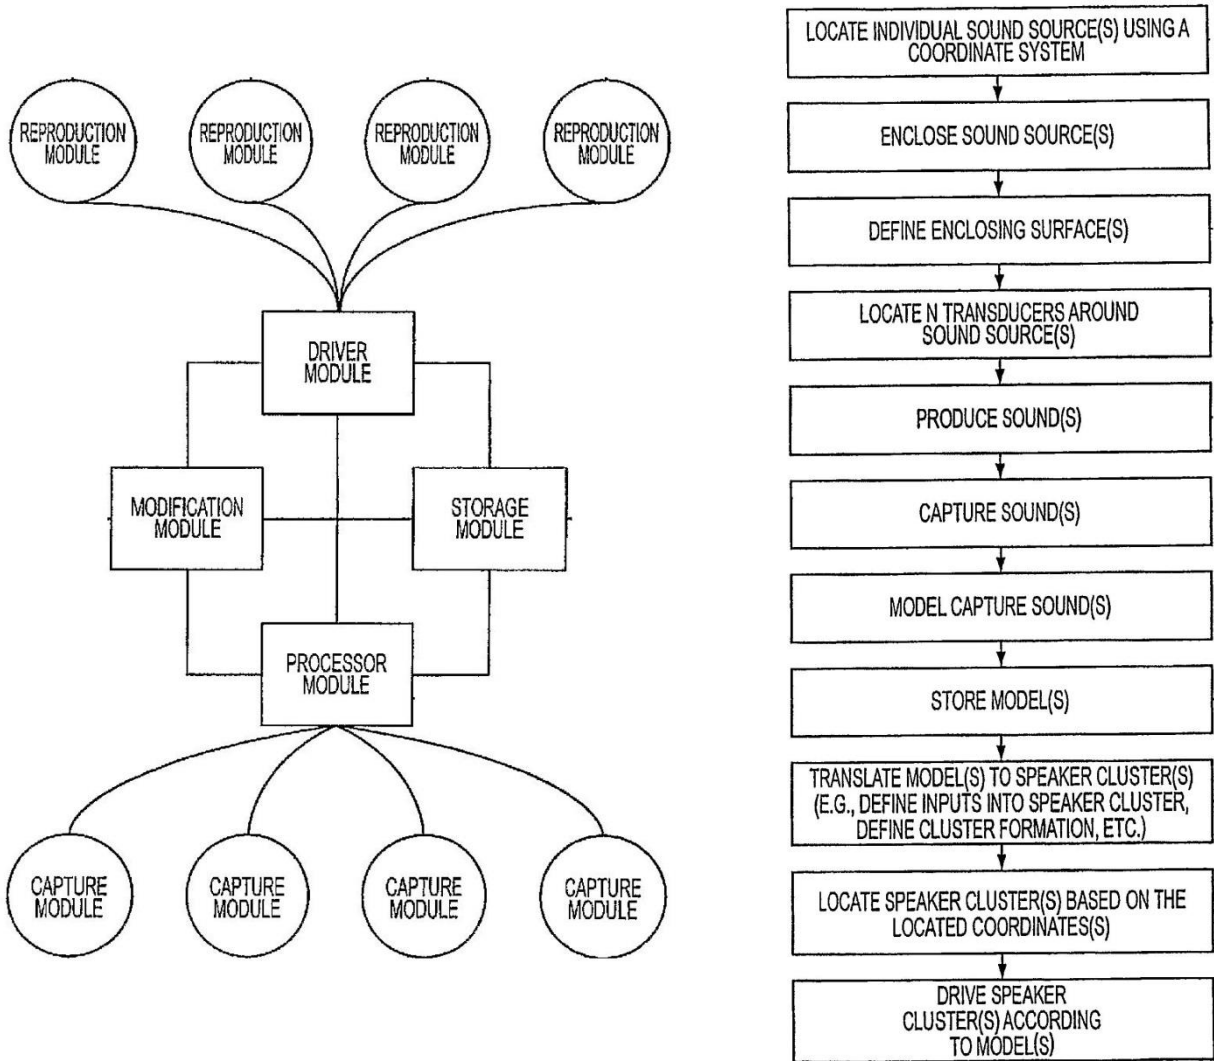 REPRODUCTION
MODULE
REPRODUCTION
MODULE
REPRODUCTION
MODULE
REPRODUCTION
MODULE
DRIVER
MODULE
MODIFICATION
MODULE
STORAGE
MODULE
PROCESSOR
MODULE
CAPTURE
MODULE
CAPTURE
MODULE
CAPTURE
MODULE
CAPTURE
MODULE
LOCATE INDIVIDUAL SOUND SOURCE(S) USING A
COORDINATE SYSTEM
ENCLOSE SOUND SOURCE(S)
DEFINE ENCLOSING SURFACE(S)
LOCATE N TRANSDUCERS AROUND
SOUND SOURCE(S)
PRODUCE SOUND(S)
CAPTURE SOUND(S)
MODEL CAPTURE SOUND(S)
STORE MODEL(S)
TRANSLATE MODEL(S) TO SPEAKER CLUSTER(S)
(E.G., DEFINE INPUTS INTO SPEAKER CLUSTER,
DEFINE CLUSTER FORMATION, ETC.)
LOCATE SPEAKER CLUSTER(S) BASED ON THE
LOCATED COORDINATES(S)
DRIVE SPEAKER
CLUSTER(S) ACCORDING
TO MODEL(S)